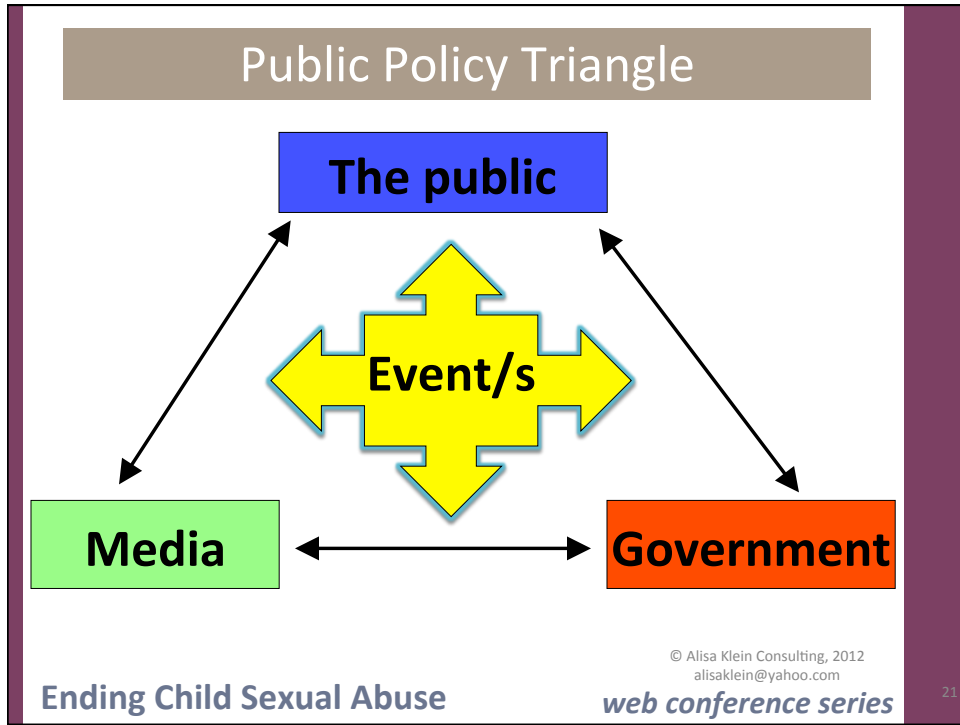 Public Policy Triangle
The public
Event/s
Media
Government
© Alisa Klein Consulting, 2012
alisaklein@yahoo.com
Ending Child Sexual Abuse
web conference series
21